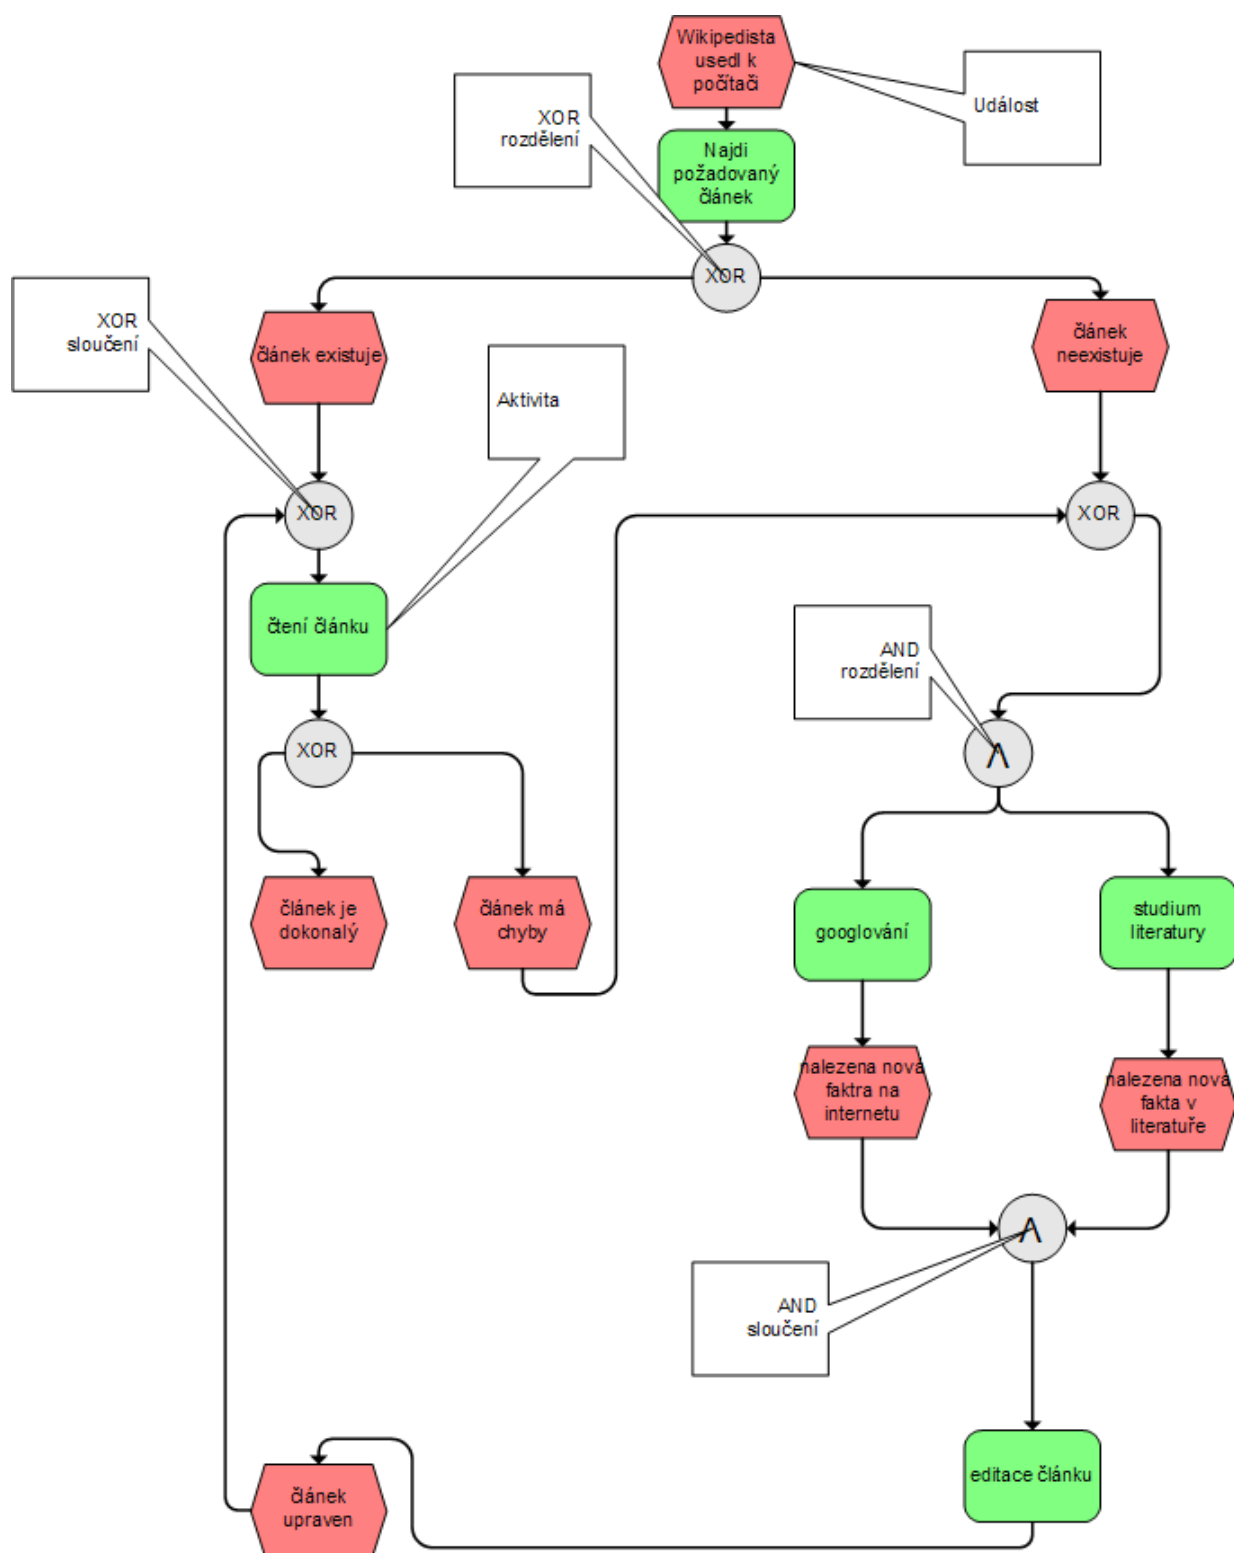 Wikipedista
usedl k
počítači
Událost
XOR
rozdělení
Najdi
požadovaný
článek
XOR
XOR
sloučení
článek existuje
článek
neexistuje
Aktivita
XOR
XOR
čtení článku
AND
rozdělení
XOR
Λ
článek je
dokonalý
článek má
chyby
googlování
studium
literatury
nalezena nová
faktra na
internetu
nalezena nová
fakta v
literatuře
Λ
AND
sloučení
editace článku
článek
upraven